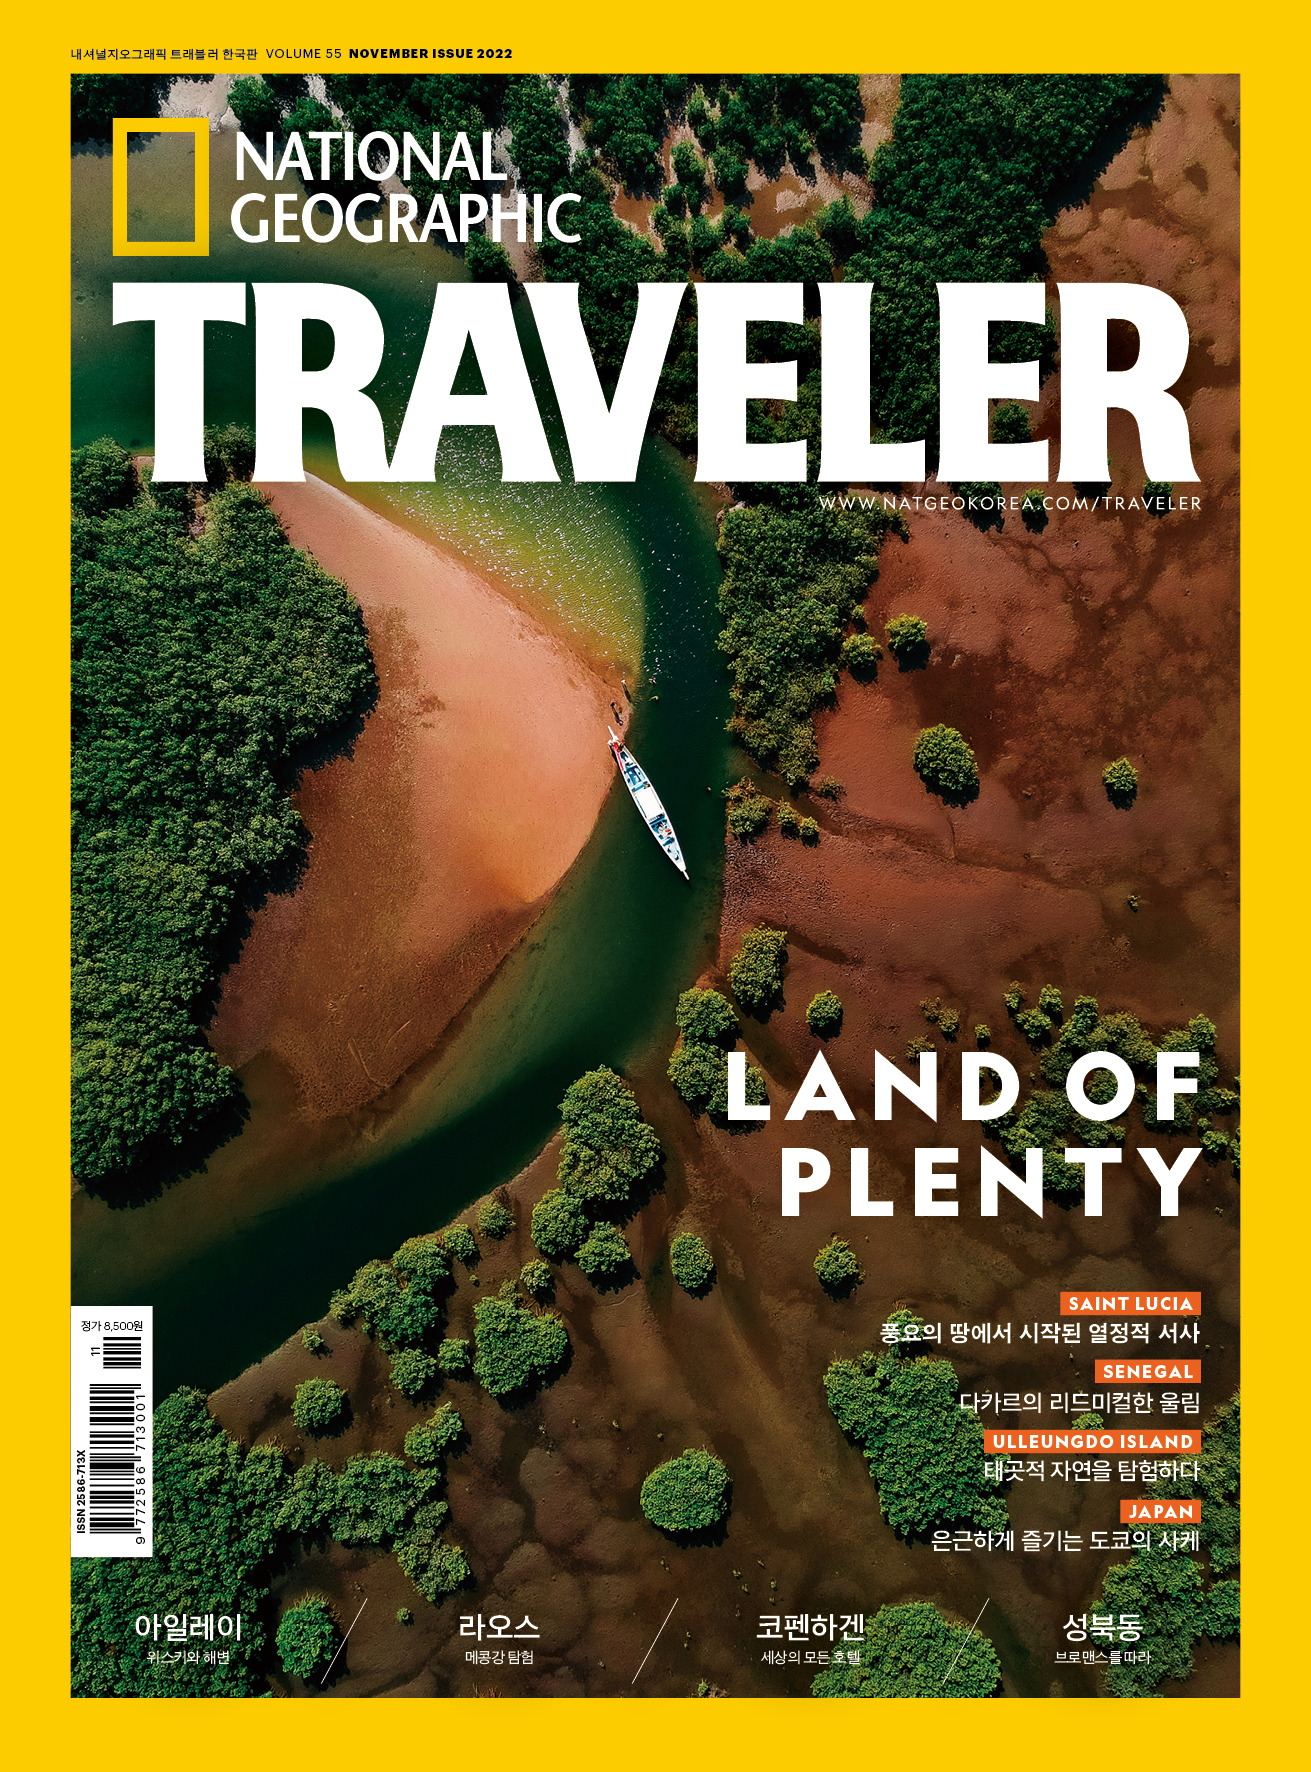 내셔널지오그래픽 트래블러 한국판 VOLUME 55 NOVEMBER ISSUE 2022
NATIONAL
GEOGRAPHIC
TRAVELER
WWW.NATGEOKOREA.COM/TRAVELER
LAND OF
PLENTY
SAINT LUCIA
풍요의 땅에서 시작된 열정적 서사
SENEGAL
다카르의 리드미컬한 울림
ULLEUNGDO ISLAND
태곳적 자연을 탐험하다
JAPAN
은근하게 즐기는 도쿄의 사케
정가 8,500원
11
ISSN 2586-713X
9 772586 713001
아일레이
위스키와 해변
라오스
메콩강 탐험
코펜하겐
세상의 모든 호텔
성북동
브로맨스를 따라